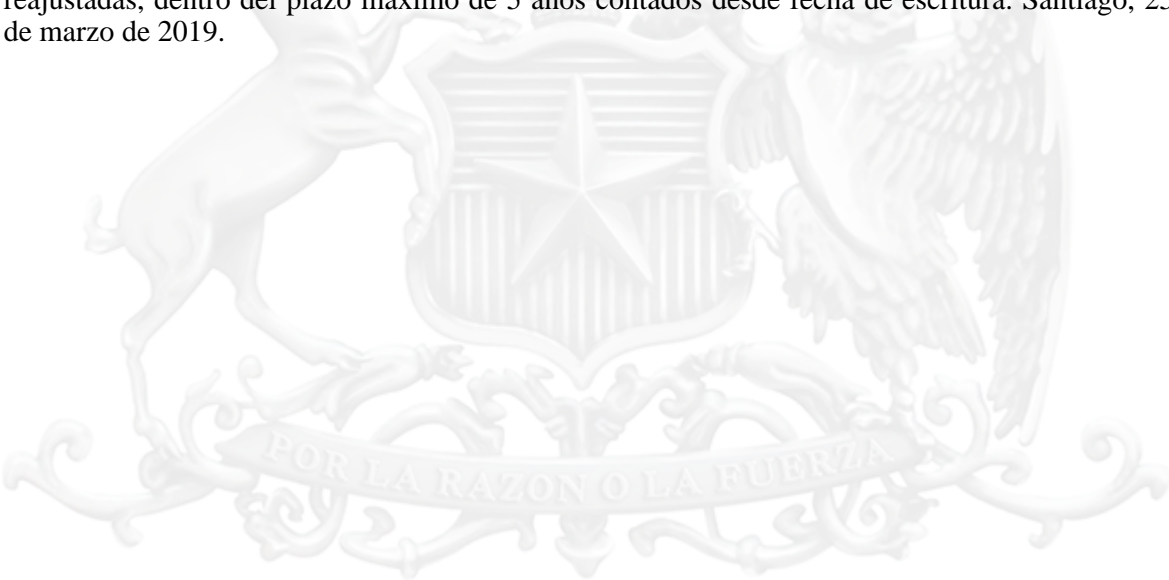 reajustadas, dentro del plazo máximo de años contados desde fecha de escritura. Santiago,
de marzo de 2019.
POR LA RAZON O LA FUERZA